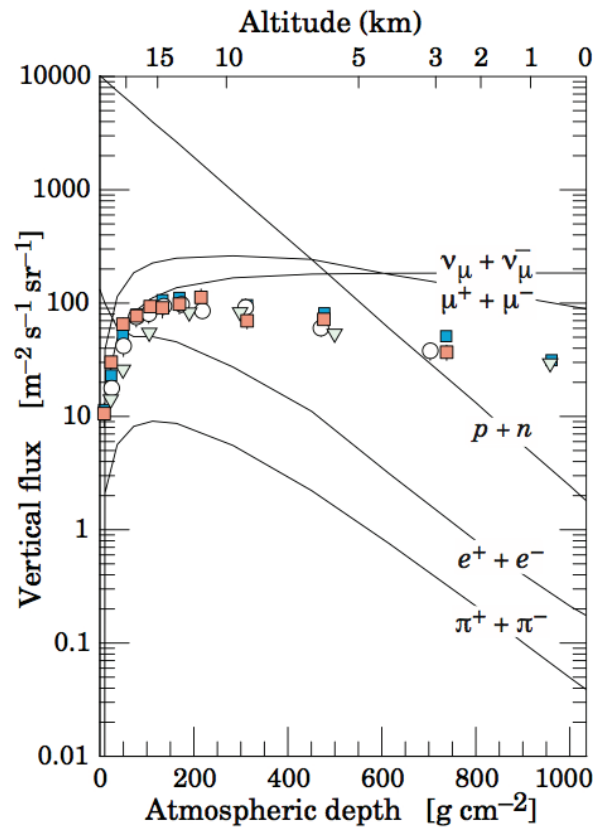 Altitude (km)
15 10 5 3 2 1 0
10000
1000
100
10
1
0.1
0.01
Vertical flux [m⁻² s⁻¹ sr⁻¹]
νμ + ν̄μ
μ⁺ + μ⁻
p + n
e⁺ + e⁻
π⁺ + π⁻
0 200 400 600 800 1000
Atmospheric depth [g cm⁻²]